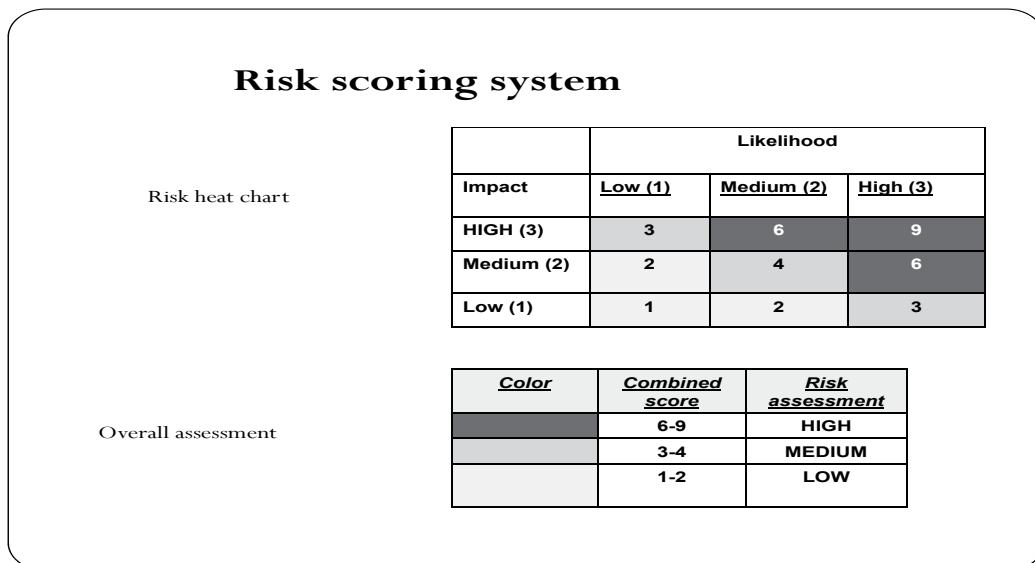 Risk scoring system
Risk heat chart
Likelihood
Impact Low (1) Medium (2) High (3)
HIGH (3) 3 6 9
Medium (2) 2 4 6
Low (1) 1 2 3
Overall assessment
Color Combined score Risk assessment
6-9 HIGH
3-4 MEDIUM
1-2 LOW